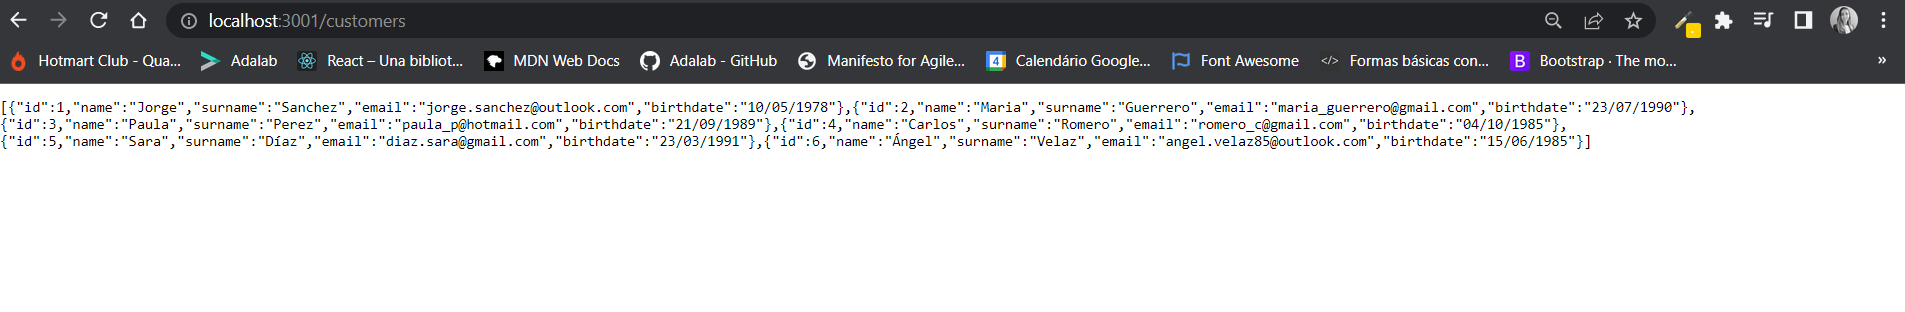 localhost:3001/customers
Hotmart Club - Qua... Adalab React – Una bibliot... MDN Web Docs Adalab - GitHub Manifesto for Agile... 4 Calendário Google... Font Awesome </> Formas básicas con... B Bootstrap · The mo... »
[{"id":1,"name":"Jorge","surname":"Sanchez","email":"jorge.sanchez@outlook.com","birthdate":"10/05/1978"},{"id":2,"name":"Maria","surname":"Guerrero","email":"maria_guerrero@gmail.com","birthdate":"23/07/1990"},
{"id":3,"name":"Paula","surname":"Perez","email":"paula_p@hotmail.com","birthdate":"21/09/1989"},{"id":4,"name":"Carlos","surname":"Romero","email":"romero_c@gmail.com","birthdate":"04/10/1985"},
{"id":5,"name":"Sara","surname":"Díaz","email":"diaz.sara@gmail.com","birthdate":"23/03/1991"},{"id":6,"name":"Ángel","surname":"Velaz","email":"angel.velaz85@outlook.com","birthdate":"15/06/1985"}]